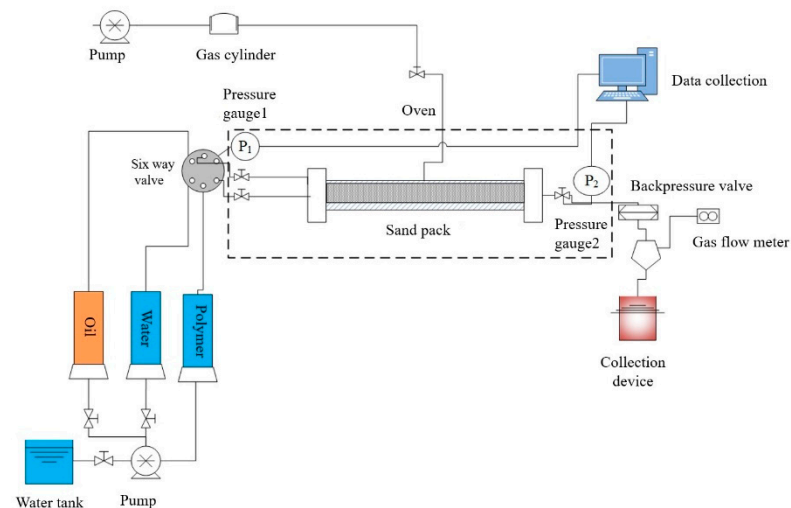 Pump
Gas cylinder
Data collection
Oven
Pressure
gauge1
P1
Six way
valve
P2
Backpressure valve
Sand pack
Pressure
gauge2
Gas flow meter
Oil
Water
Polymer
Collection
device
Water tank
Pump